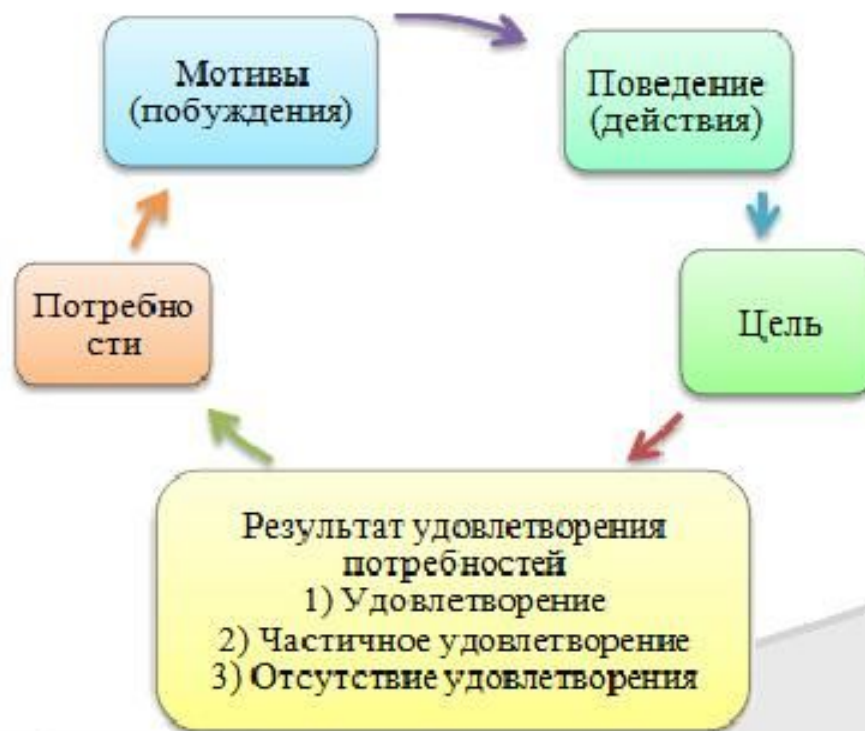 Мотивы
(побуждения)
Поведение
(действия)
Потребно
сти
Цель
Результат удовлетворения
потребностей
1) Удовлетворение
2) Частичное удовлетворение
3) Отсутствие удовлетворения